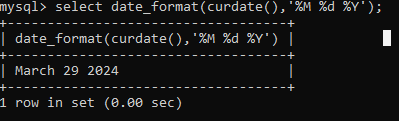 mysql> select date_format(curdate(),'%M %d %Y');
+-----------------------------------+
| date_format(curdate(),'%M %d %Y') |
+-----------------------------------+
| March 29 2024                     |
+-----------------------------------+
1 row in set (0.00 sec)